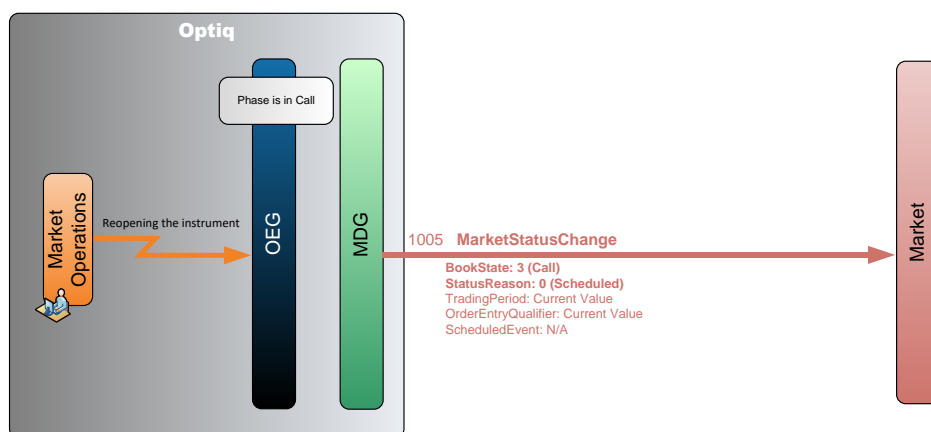 Optiq
Phase is in Call
Market
Operations
Reopening the instrument
OEG
MDG
1005 MarketStatusChange
BookState: 3 (Call)
StatusReason: 0 (Scheduled)
TradingPeriod: Current Value
OrderEntryQualifier: Current Value
ScheduledEvent: N/A
Market